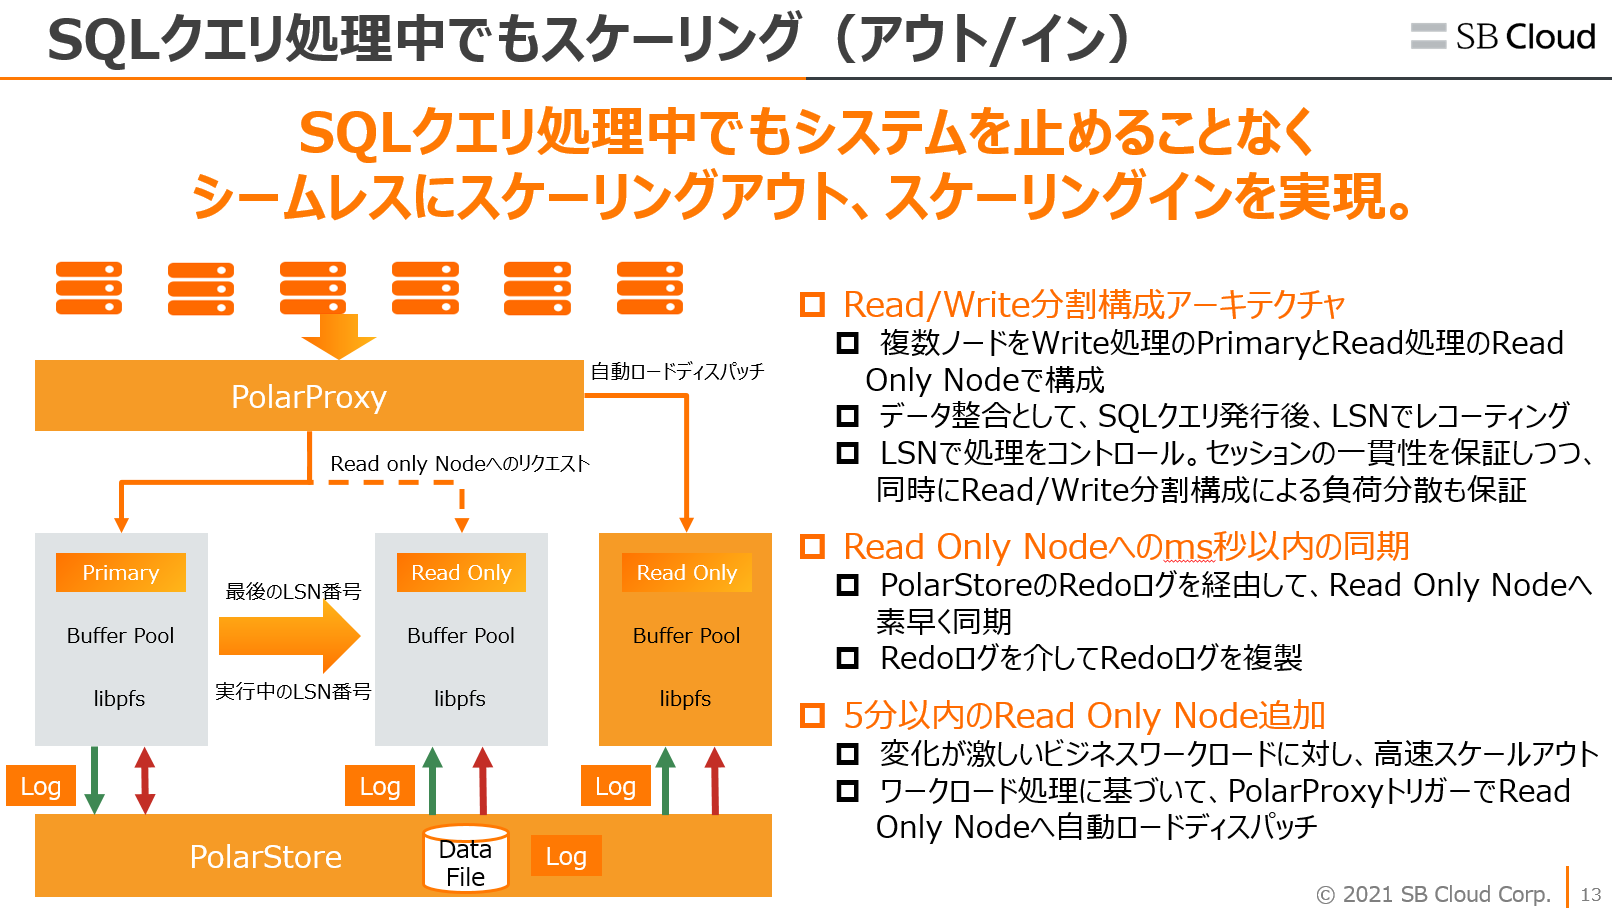 SQLクエリ処理中でもスケーリング（アウト/イン）
SB Cloud
SQLクエリ処理中でもシステムを止めることなく
シームレスにスケーリングアウト、スケーリングインを実現。
PolarProxy
自動ロードディスパッチ
Read only Nodeへのリクエスト
Primary
Buffer Pool
libpfs
最後のLSN番号
実行中のLSN番号
Read Only
Buffer Pool
libpfs
Read Only
Buffer Pool
libpfs
Log
Log
Log
PolarStore
Data
File
Log
Read/Write分割構成アーキテクチャ
複数ノードをWrite処理のPrimaryとRead処理のRead
Only Nodeで構成
データ整合として、SQLクエリ発行後、LSNでレコーティング
LSNで処理をコントロール。セッションの一貫性を保証しつつ、
同時にRead/Write分割構成による負荷分散も保証
Read Only Nodeへのms秒以内の同期
PolarStoreのRedoログを経由して、Read Only Nodeへ
素早く同期
Redoログを介してRedoログを複製
5分以内のRead Only Node追加
変化が激しいビジネスワークロードに対し、高速スケールアウト
ワークロード処理に基づいて、PolarProxyトリガーでRead
Only Nodeへ自動ロードディスパッチ
© 2021 SB Cloud Corp.
13